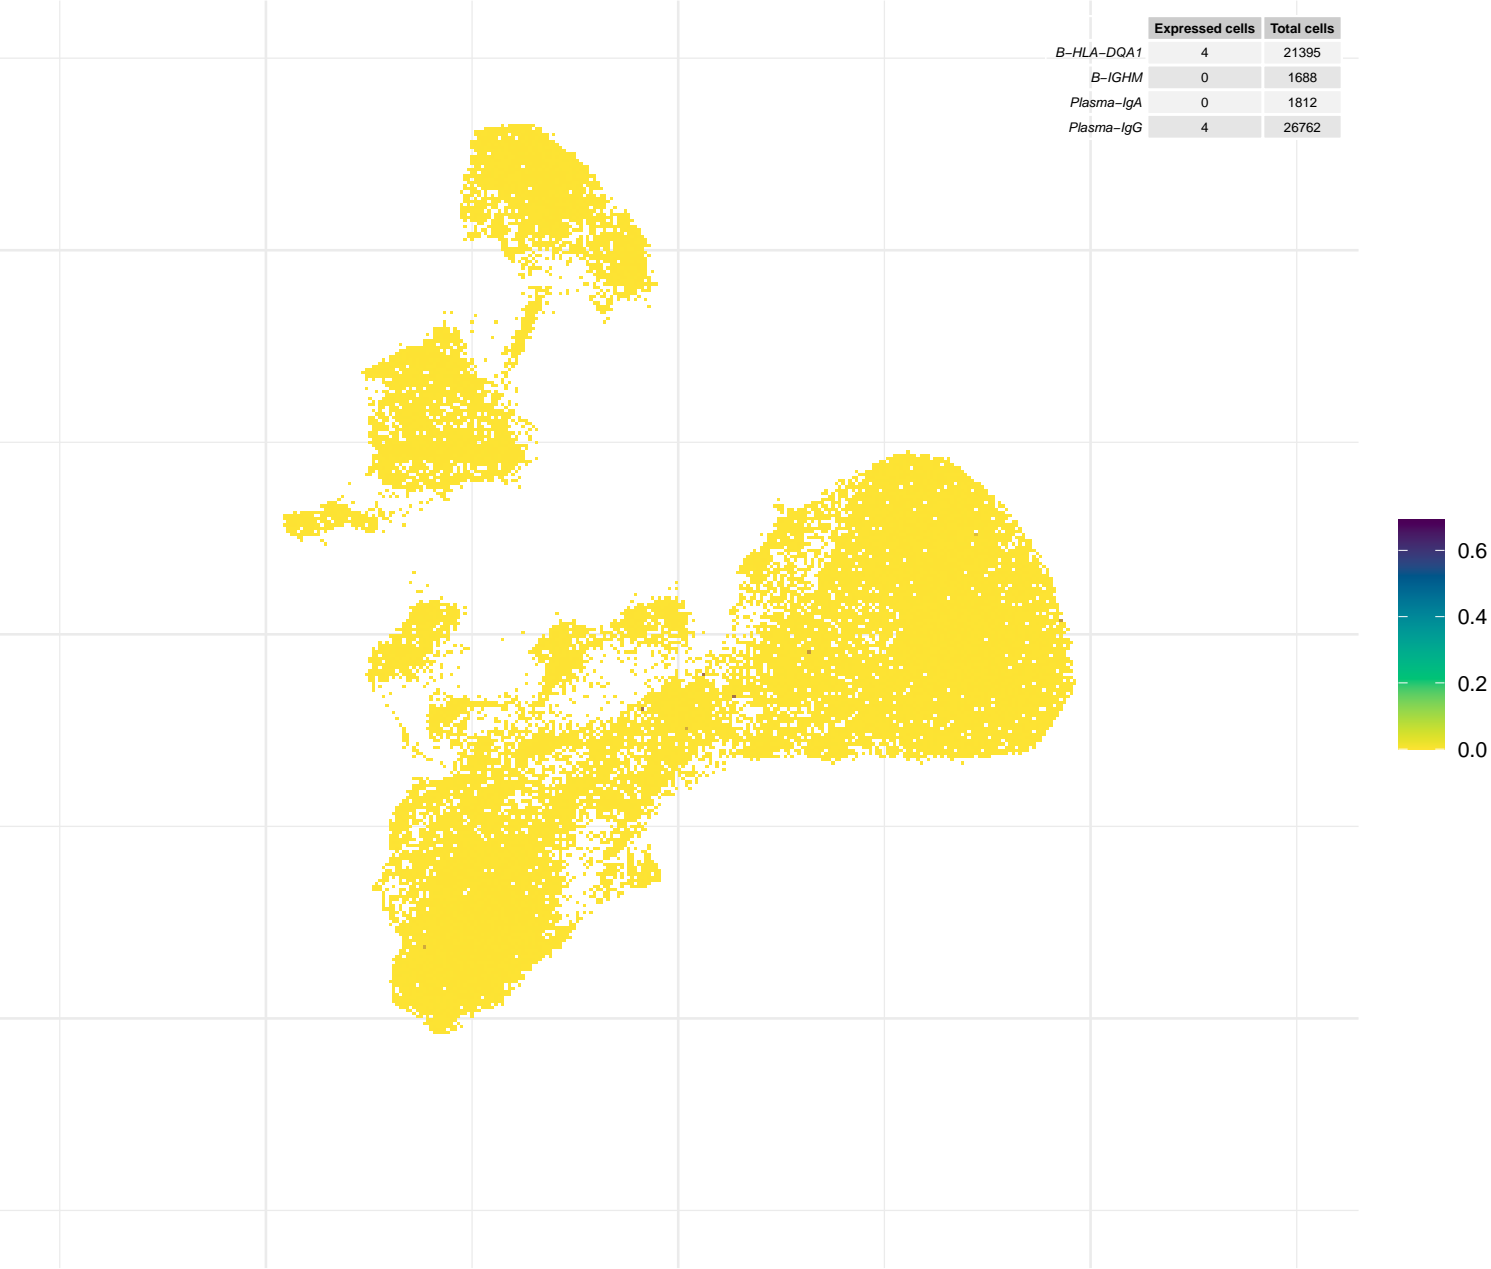 Expressed cells Total cells
B−HLA−DQA1 4 21395
B−IGHM 0 1688
Plasma−IgA 0 1812
Plasma−IgG 4 26762
0.6
0.4
0.2
0.0